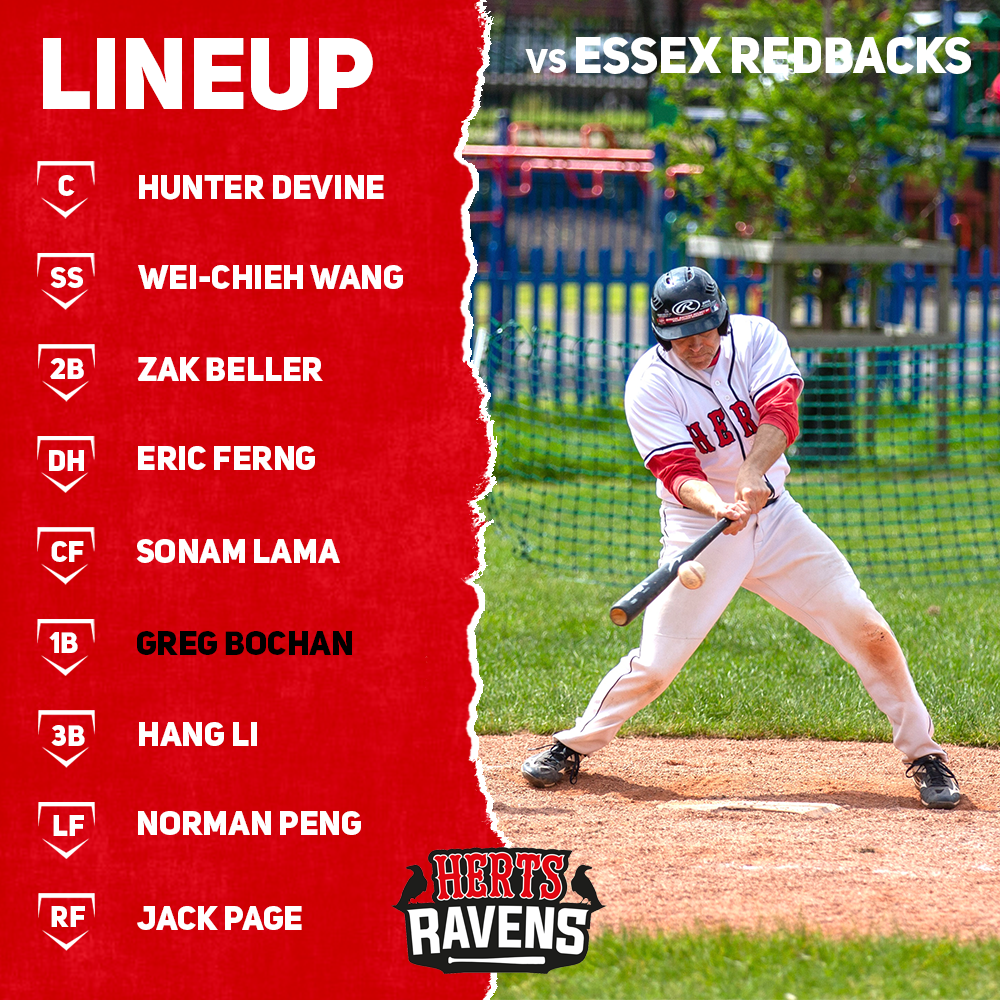 LINEUP
vs ESSEX REDBACKS
C HUNTER DEVINE
SS WEI-CHIEH WANG
2B ZAK BELLER
DH ERIC FERNG
CF SONAM LAMA
1B GREG BOCHAN
3B HANG LI
LF NORMAN PENG
RF JACK PAGE
R
HER
HERTS
RAVENS